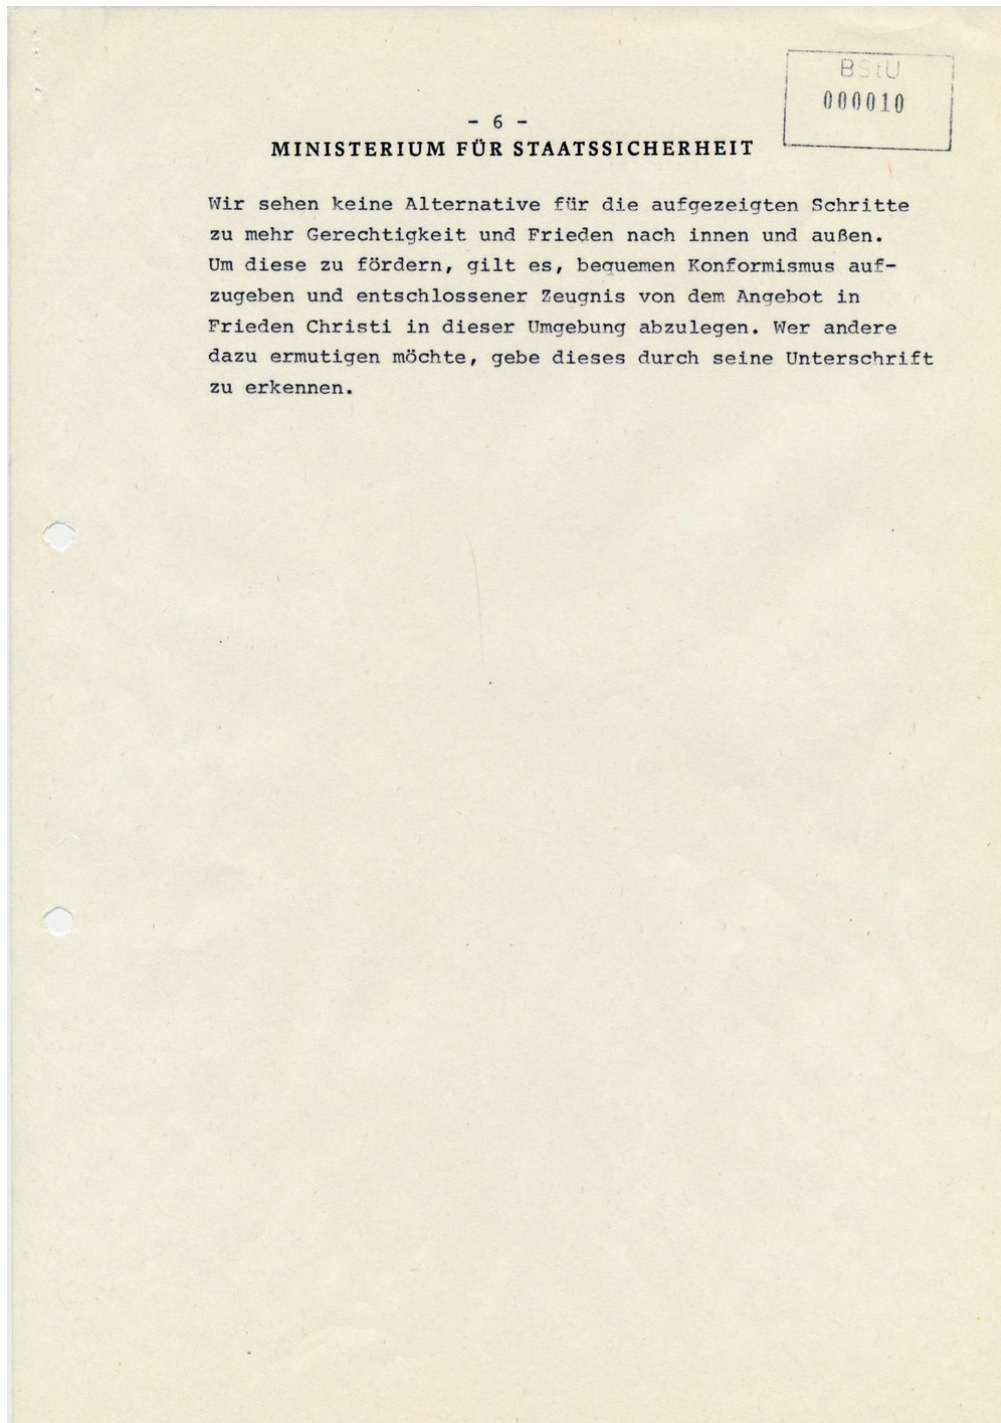 BStU
000010
- 6 -
MINISTERIUM FÜR STAATSSICHERHEIT
Wir sehen keine Alternative für die aufgezeigten Schritte
zu mehr Gerechtigkeit und Frieden nach innen und außen.
Um diese zu fördern, gilt es, bequemen Konformismus auf-
zugeben und entschlossener Zeugnis von dem Angebot in
Frieden Christi in dieser Umgebung abzulegen. Wer andere
dazu ermutigen möchte, gebe dieses durch seine Unterschrift
zu erkennen.